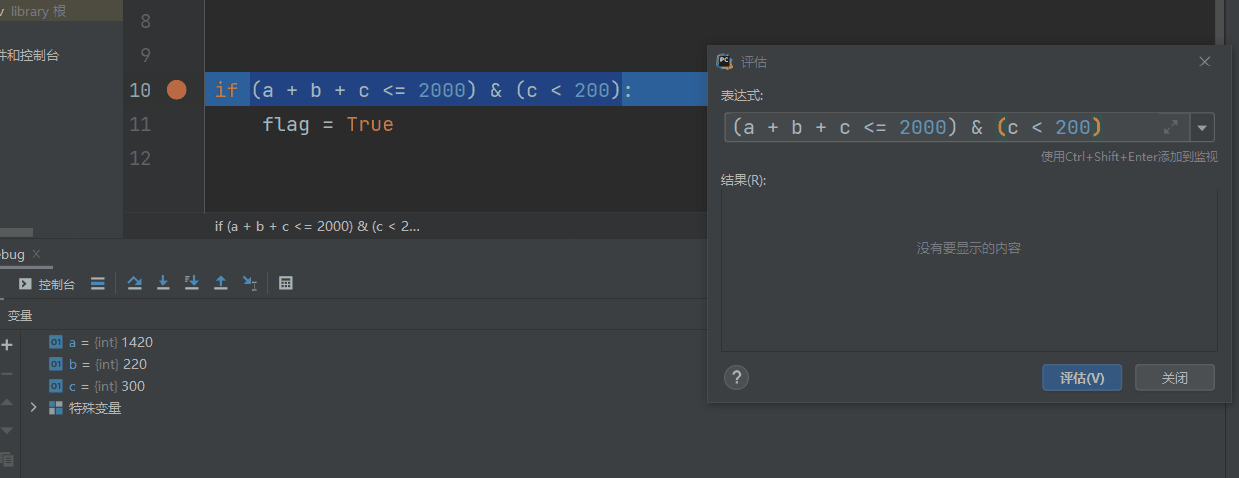 library 根
件和控制台
8
9
10 if (a + b + c <= 2000) & (c < 200):
11 flag = True
12
if (a + b + c <= 2000) & (c < 2...
评估
表达式:
(a + b + c <= 2000) & (c < 200)
使用Ctrl+Shift+Enter添加到监视
结果(R):
没有要显示的内容
? 评估(V) 关闭
ebug
控制台
变量
01 a = {int} 1420
01 b = {int} 220
01 c = {int} 300
特殊变量